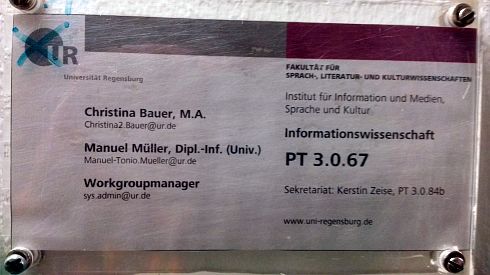 UR
Universität Regensburg
Christina Bauer, M.A.
Christina2.Bauer@ur.de
Manuel Müller, Dipl.-Inf. (Univ.)
Manuel-Tonio.Mueller@ur.de
Workgroupmanager
sys.admin@ur.de
FAKULTÄT FÜR
SPRACH-, LITERATUR- UND KULTURWISSENSCHAFTEN
Institut für Information und Medien,
Sprache und Kultur
Informationswissenschaft
PT 3.0.67
Sekretariat: Kerstin Zeise, PT 3.0.84b
www.uni-regensburg.de